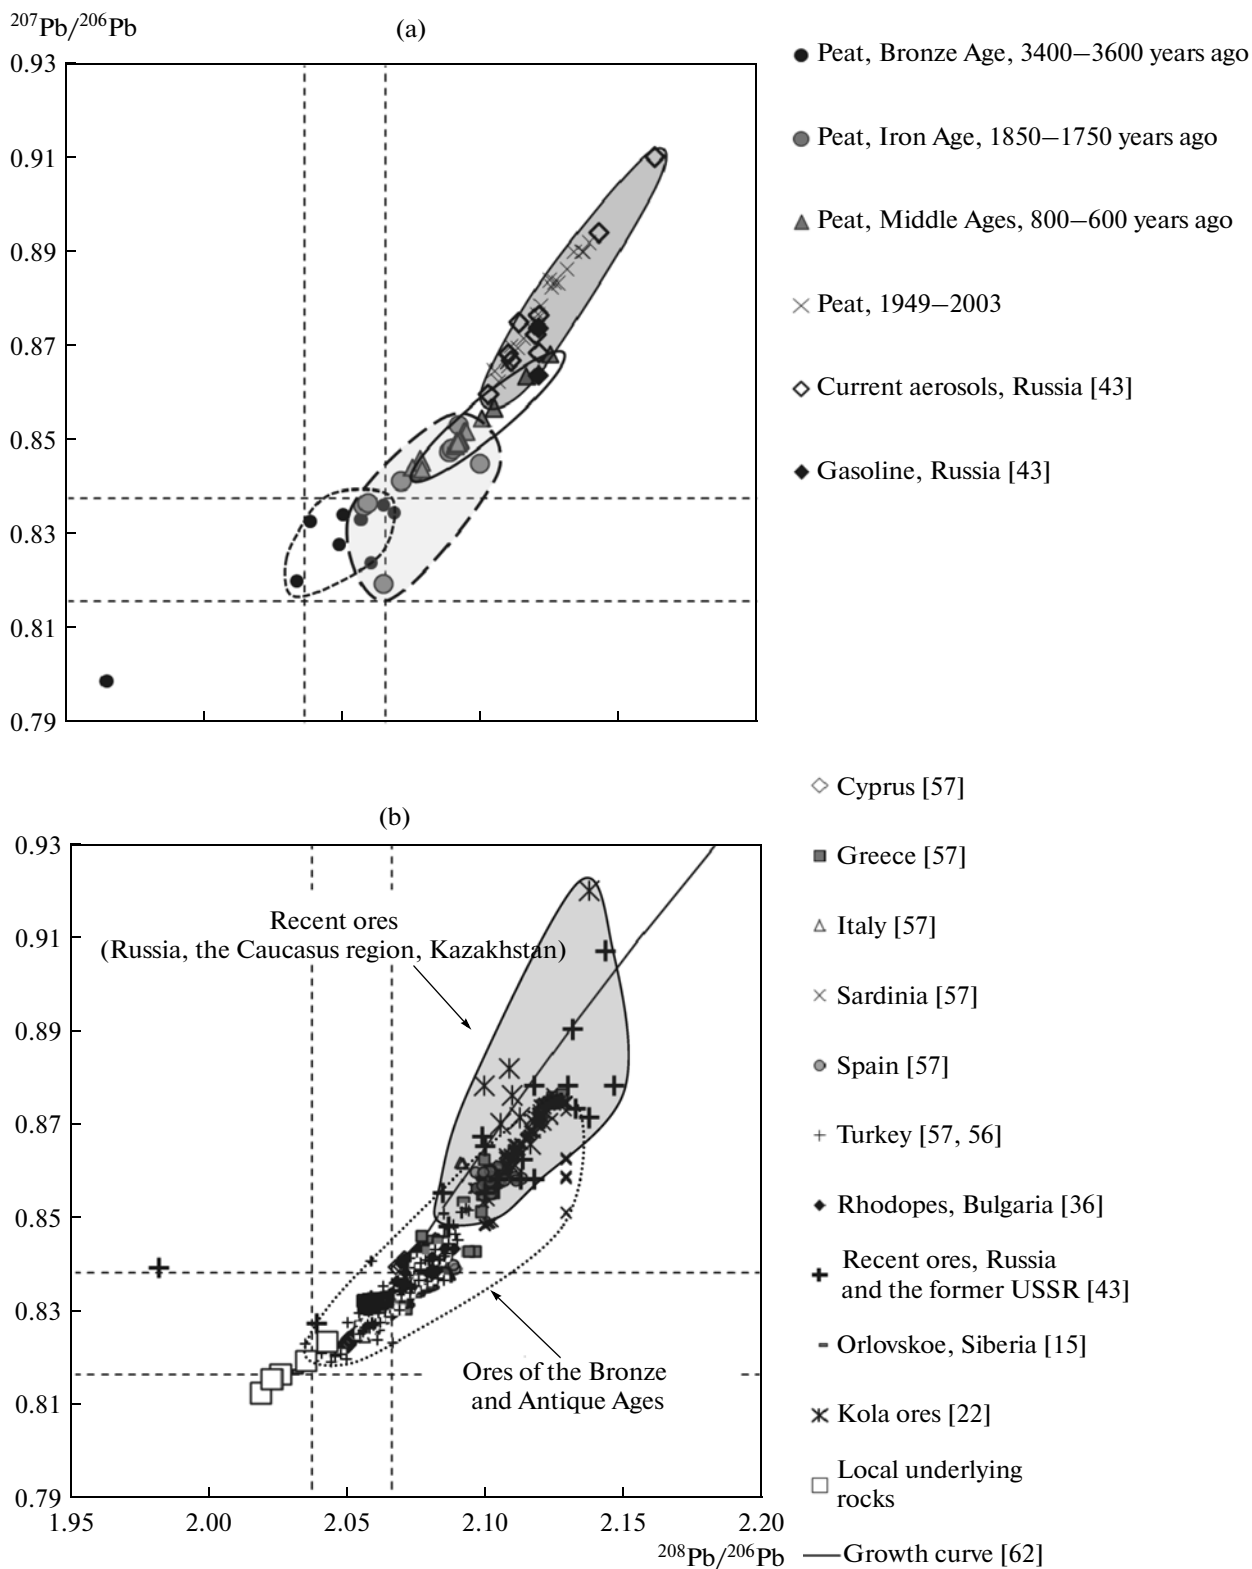 ²⁰⁷Pb/²⁰⁶Pb
(a)
0.93
0.91
0.89
0.87
0.85
0.83
0.81
0.79
Peat, Bronze Age, 3400–3600 years ago
Peat, Iron Age, 1850–1750 years ago
Peat, Middle Ages, 800–600 years ago
Peat, 1949–2003
Current aerosols, Russia [43]
Gasoline, Russia [43]
(b)
0.93
0.91
0.89
0.87
0.85
0.83
0.81
0.79
Recent ores
(Russia, the Caucasus region, Kazakhstan)
Ores of the Bronze
and Antique Ages
1.95 2.00 2.05 2.10 2.15 2.20
²⁰⁸Pb/²⁰⁶Pb
Cyprus [57]
Greece [57]
Italy [57]
Sardinia [57]
Spain [57]
Turkey [57, 56]
Rhodopes, Bulgaria [36]
Recent ores, Russia
and the former USSR [43]
Orlovskoe, Siberia [15]
Kola ores [22]
Local underlying
rocks
Growth curve [62]